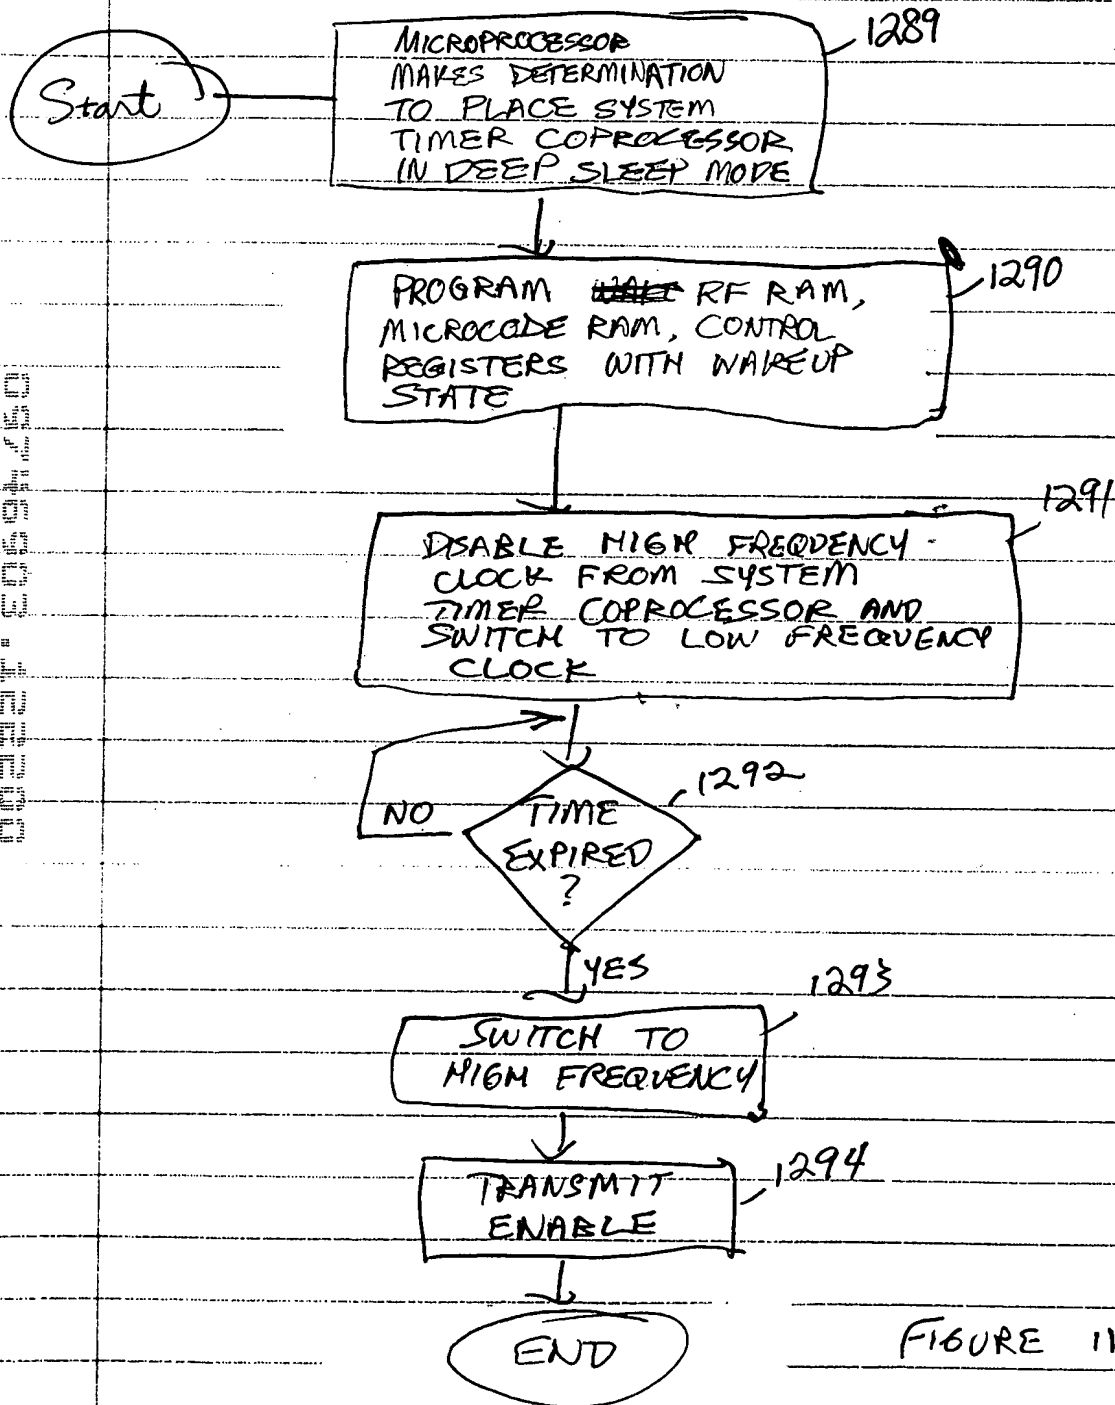 Start
MICROPROCESSOR
MAKES DETERMINATION
TO PLACE SYSTEM
TIMER COPROCESSOR
IN DEEP SLEEP MODE
1289
PROGRAM RF RAM,
MICROCODE RAM, CONTROL
REGISTERS WITH WAKEUP
STATE
1290
DISABLE HIGH FREQUENCY
CLOCK FROM SYSTEM
TIMER COPROCESSOR AND
SWITCH TO LOW FREQUENCY
CLOCK
1291
TIME
EXPIRED
?
1292
NO
YES
SWITCH TO
HIGH FREQUENCY
1293
TRANSMIT
ENABLE
1294
END
FIGURE 11
09746903.122200